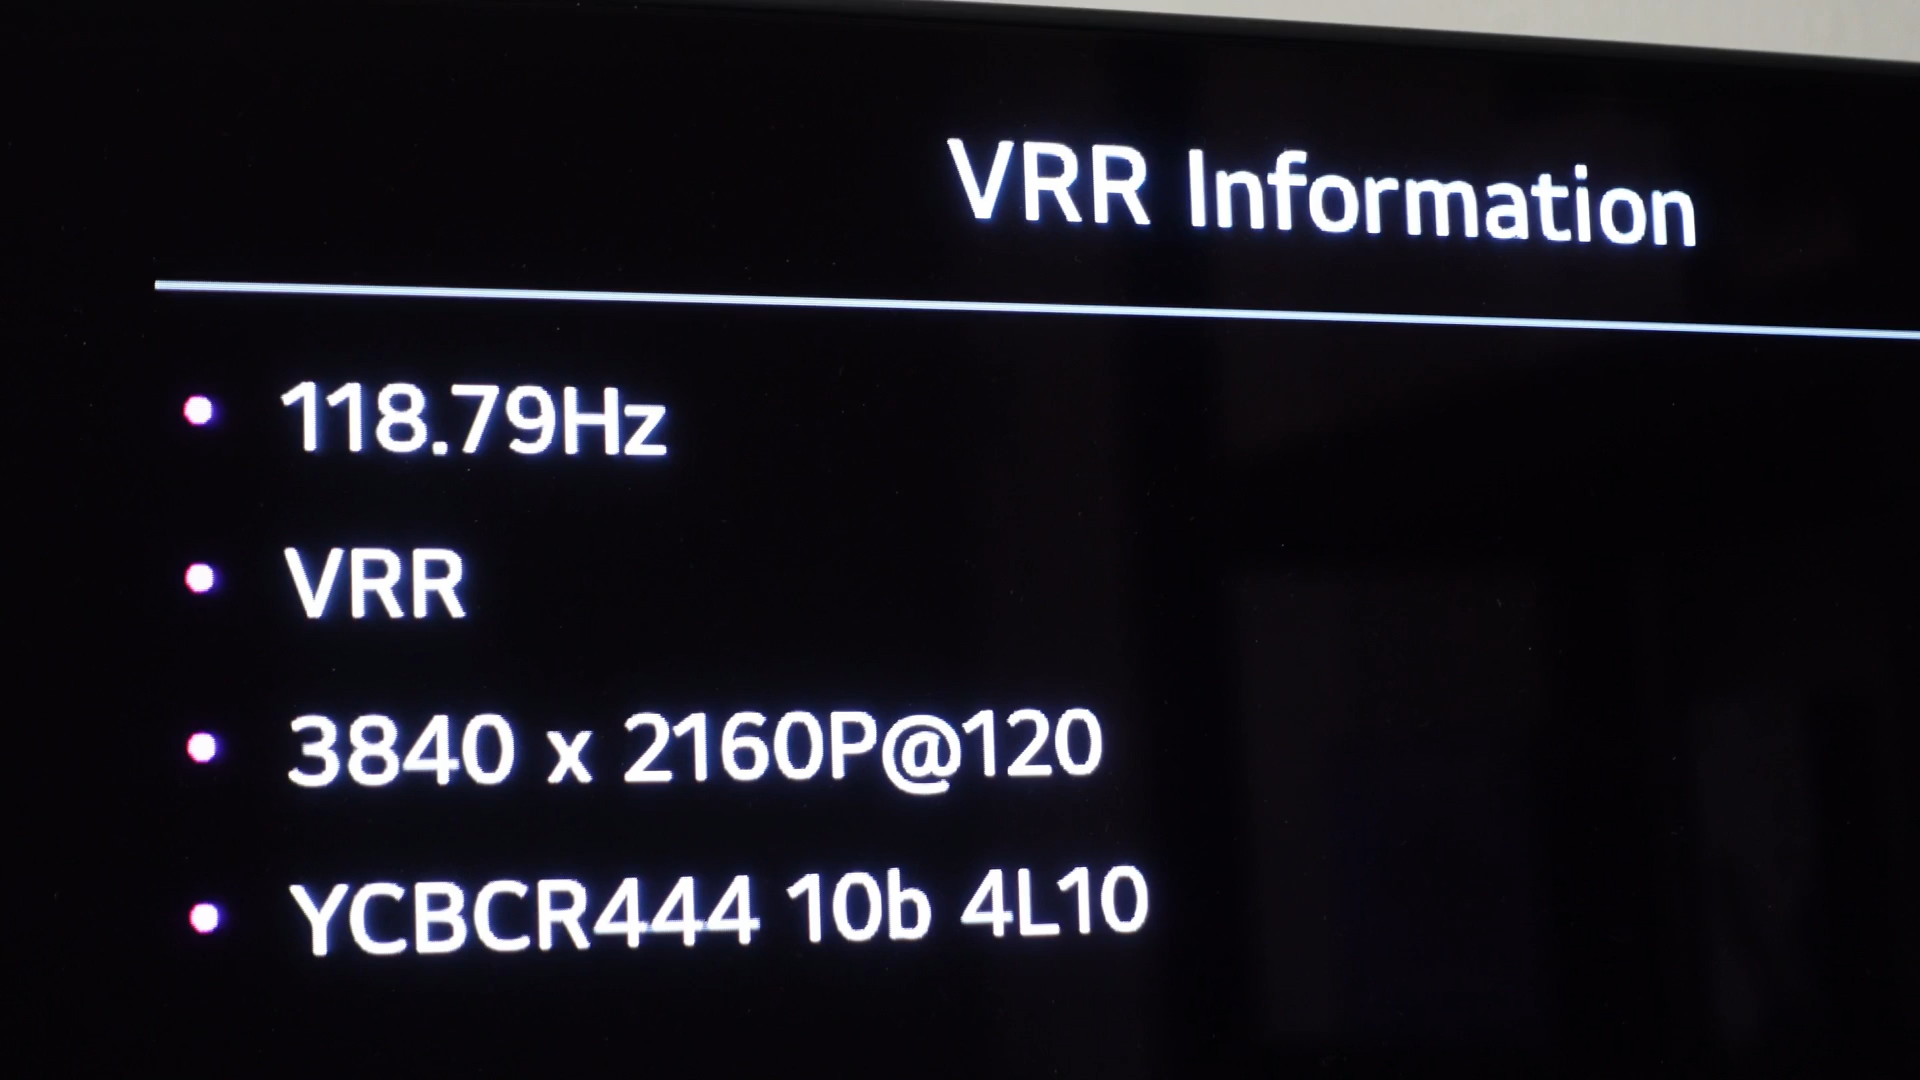 VRR Information
118.79Hz
VRR
3840 x 2160P@120
YCBCR444 10b 4L10